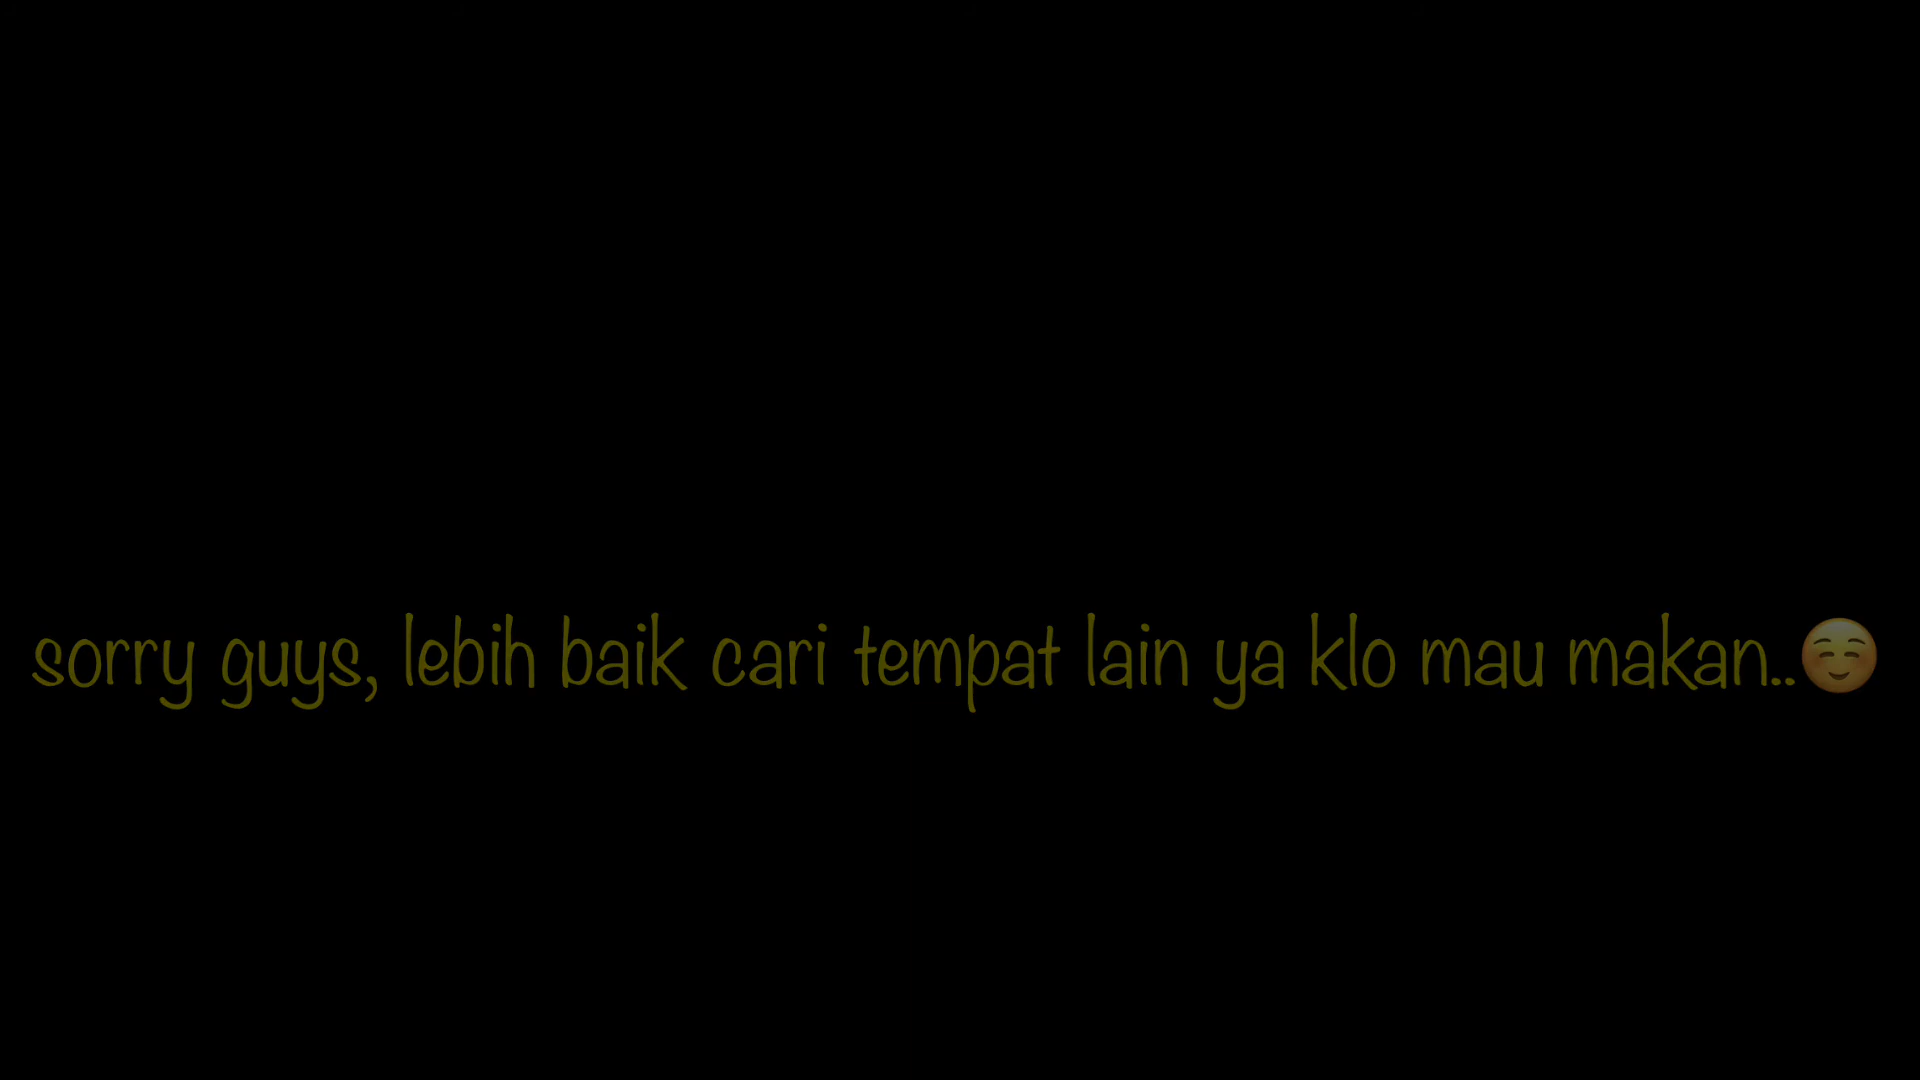 sorry guys, lebih baik cari tempat lain ya klo mau makan..☺️